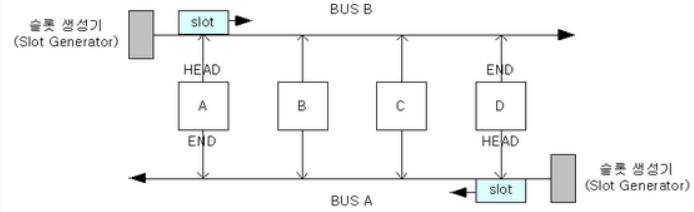 BUS B
슬롯 생성기
(Slot Generator)
slot
HEAD
END
A
B
C
D
END
HEAD
슬롯 생성기
(Slot Generator)
slot
BUS A